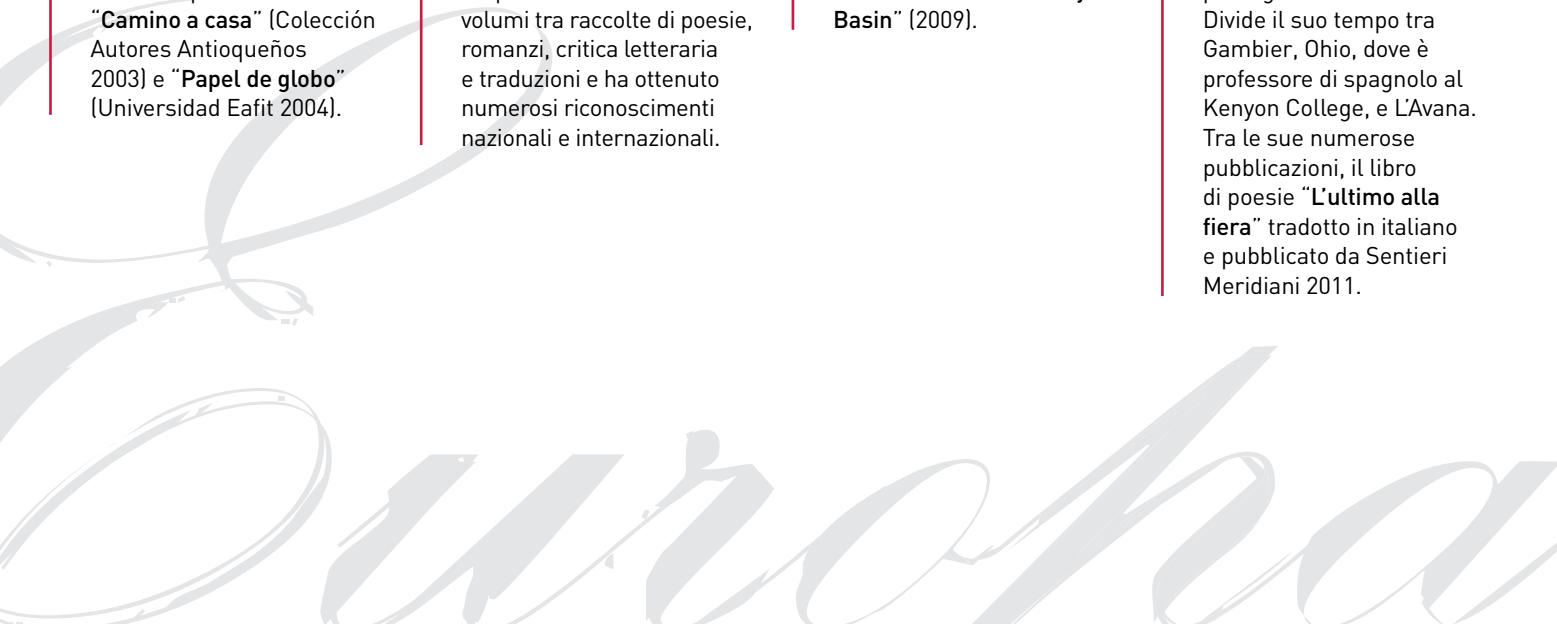 “Camino a casa” (Colección
Autores Antioqueños
2003) e “Papel de globo”
(Universidad Eafit 2004).
volumi tra raccolte di poesie,
romanzi, critica letteraria
e traduzioni e ha ottenuto
numerosi riconoscimenti
nazionali e internazionali.
Basin” (2009).
Divide il suo tempo tra
Gambier, Ohio, dove è
professore di spagnolo al
Kenyon College, e L’Avana.
Tra le sue numerose
pubblicazioni, il libro
di poesie “L’ultimo alla
fiera” tradotto in italiano
e pubblicato da Sentieri
Meridiani 2011.
Europa